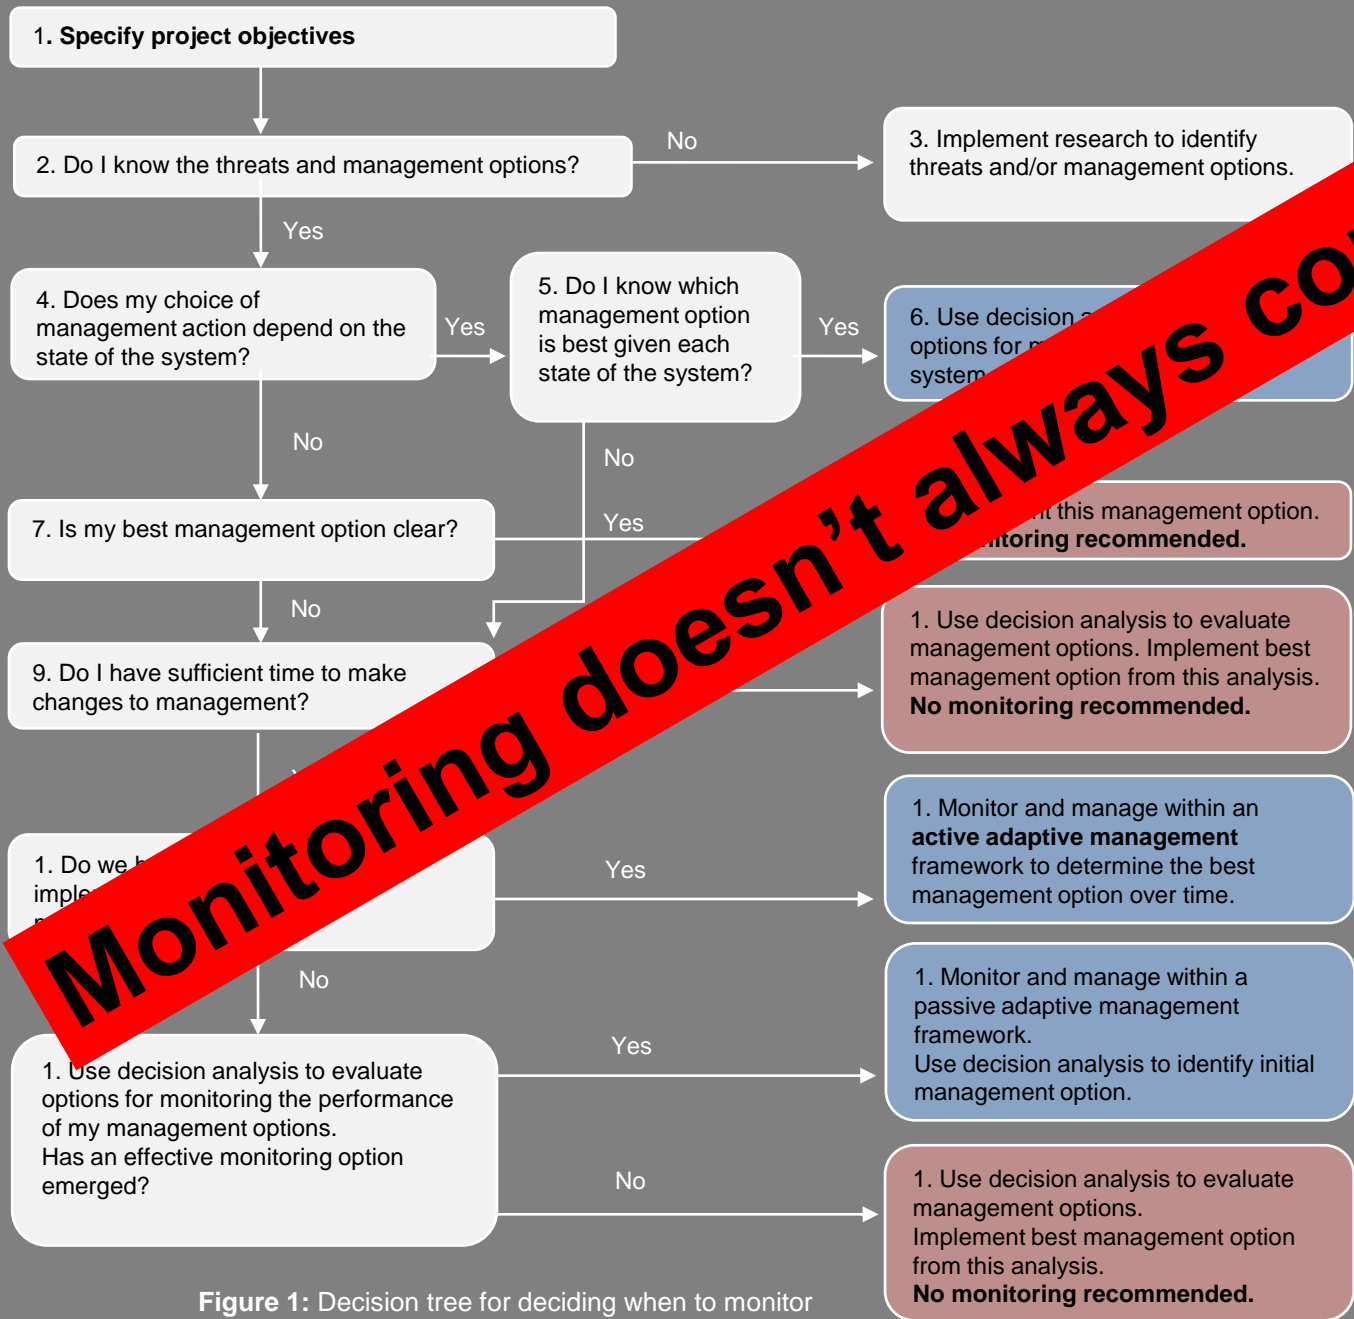 1. Specify project objectives
2. Do I know the threats and management options?
No
3. Implement research to identify
threats and/or management options.
Yes
4. Does my choice of
management action depend on the
state of the system?
Yes
5. Do I know which
management option
is best given each
state of the system?
Yes
6. Use decision
options for
system
No
No
7. Is my best management option clear?
Yes
this management option.
recommended.
No
9. Do I have sufficient time to make
changes to management?
1. Use decision analysis to evaluate
management options. Implement best
management option from this analysis.
No monitoring recommended.
1. Do we
Yes
1. Monitor and manage within an
active adaptive management
framework to determine the best
management option over time.
No
1. Use decision analysis to evaluate
options for monitoring the performance
of my management options.
Has an effective monitoring option
emerged?
Yes
1. Monitor and manage within a
passive adaptive management
framework.
Use decision analysis to identify initial
management option.
No
1. Use decision analysis to evaluate
management options.
Implement best management option
from this analysis.
No monitoring recommended.
Monitoring doesn’t always
Figure 1: Decision tree for deciding when to monitor